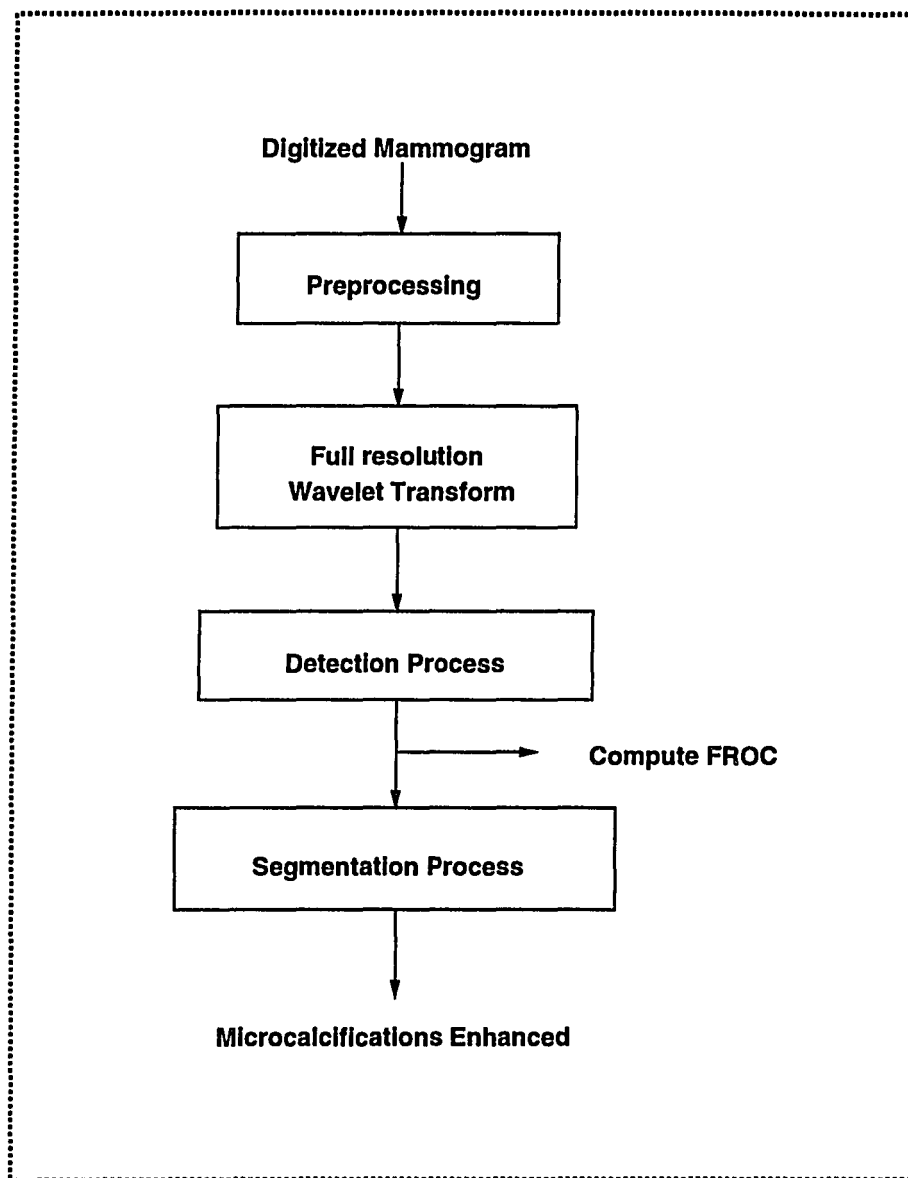 Digitized Mammogram
Preprocessing
Full resolution
Wavelet Transform
Detection Process
Compute FROC
Segmentation Process
Microcalcifications Enhanced